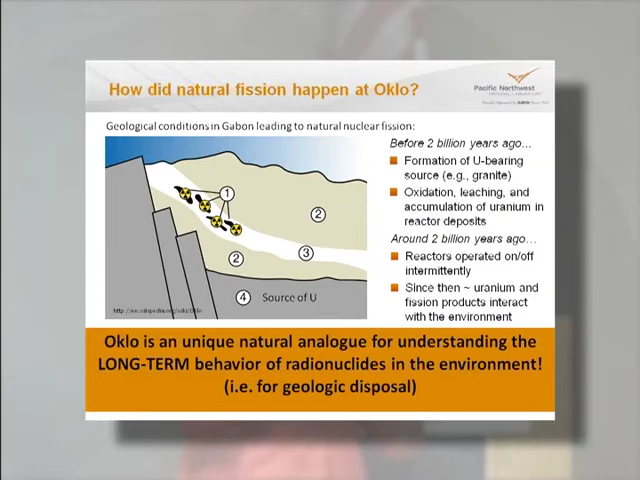 How did natural fission happen at Oklo?
Pacific Northwest
NATIONAL LABORATORY
Geological conditions in Gabon leading to natural nuclear fission:
Before 2 billion years ago…
Formation of U-bearing
source (e.g., granite)
Oxidation, leaching, and
accumulation of uranium in
reactor deposits
Around 2 billion years ago…
Reactors operated on/off
intermittently
Since then ~ uranium and
fission products interact
with the environment
1
2
3
2
4 Source of U
Oklo is an unique natural analogue for understanding the
LONG-TERM behavior of radionuclides in the environment!
(i.e. for geologic disposal)